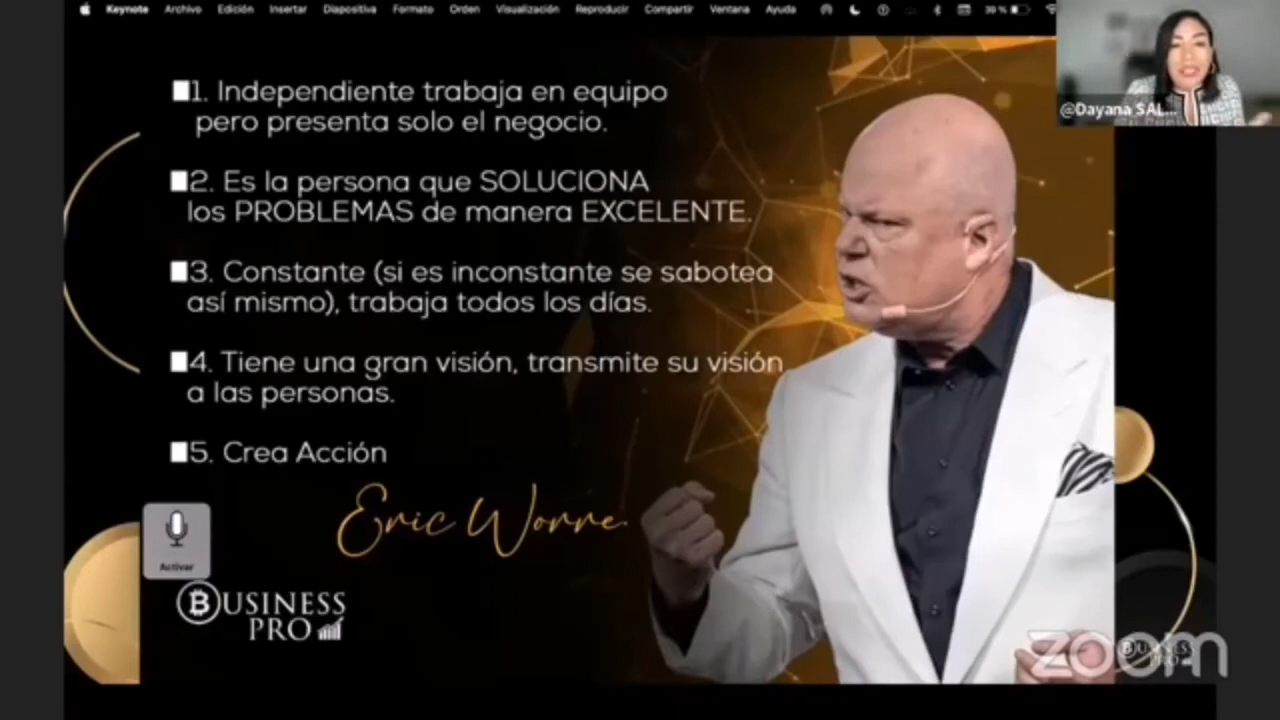 Keynote Archivo Edición Insertar Diapositiva Formato Orden Visualización Reproducir Compartir Ventana Ayuda 39 %
@Dayana SAL...
1. Independiente trabaja en equipo
pero presenta solo el negocio.
2. Es la persona que SOLUCIONA
los PROBLEMAS de manera EXCELENTE.
3. Constante (si es inconstante se sabotea
así mismo), trabaja todos los días.
4. Tiene una gran visión, transmite su visión
a las personas.
5. Crea Acción
Eric Worre
Activar
BUSINESS
PRO
zoom